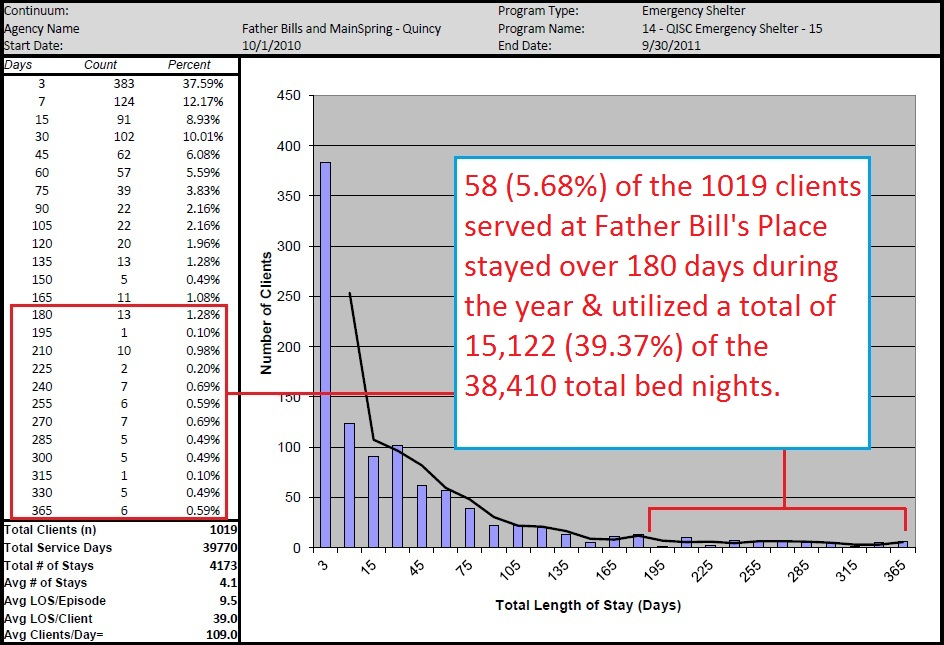 Continuum: Program Type: Emergency Shelter
Agency Name Father Bills and MainSpring - Quincy Program Name: 14 - QISC Emergency Shelter - 15
Start Date: 10/1/2010 End Date: 9/30/2011
Days Count Percent
3 383 37.59%
7 124 12.17%
15 91 8.93%
30 102 10.01%
45 62 6.08%
60 57 5.59%
75 39 3.83%
90 22 2.16%
105 22 2.16%
120 20 1.96%
135 13 1.28%
150 5 0.49%
165 11 1.08%
180 13 1.28%
195 1 0.10%
210 10 0.98%
225 2 0.20%
240 7 0.69%
255 6 0.59%
270 7 0.69%
285 5 0.49%
300 5 0.49%
315 1 0.10%
330 5 0.49%
365 6 0.59%
Total Clients (n) 1019
Total Service Days 39770
Total # of Stays 4173
Avg # of Stays 4.1
Avg LOS/Episode 9.5
Avg LOS/Client 39.0
Avg Clients/Day= 109.0
Number of Clients
450
400
350
300
250
200
150
100
50
0
58 (5.68%) of the 1019 clients
served at Father Bill's Place
stayed over 180 days during
the year & utilized a total of
15,122 (39.37%) of the
38,410 total bed nights.
3 15 45 75 105 135 165 195 225 255 285 315 365
Total Length of Stay (Days)